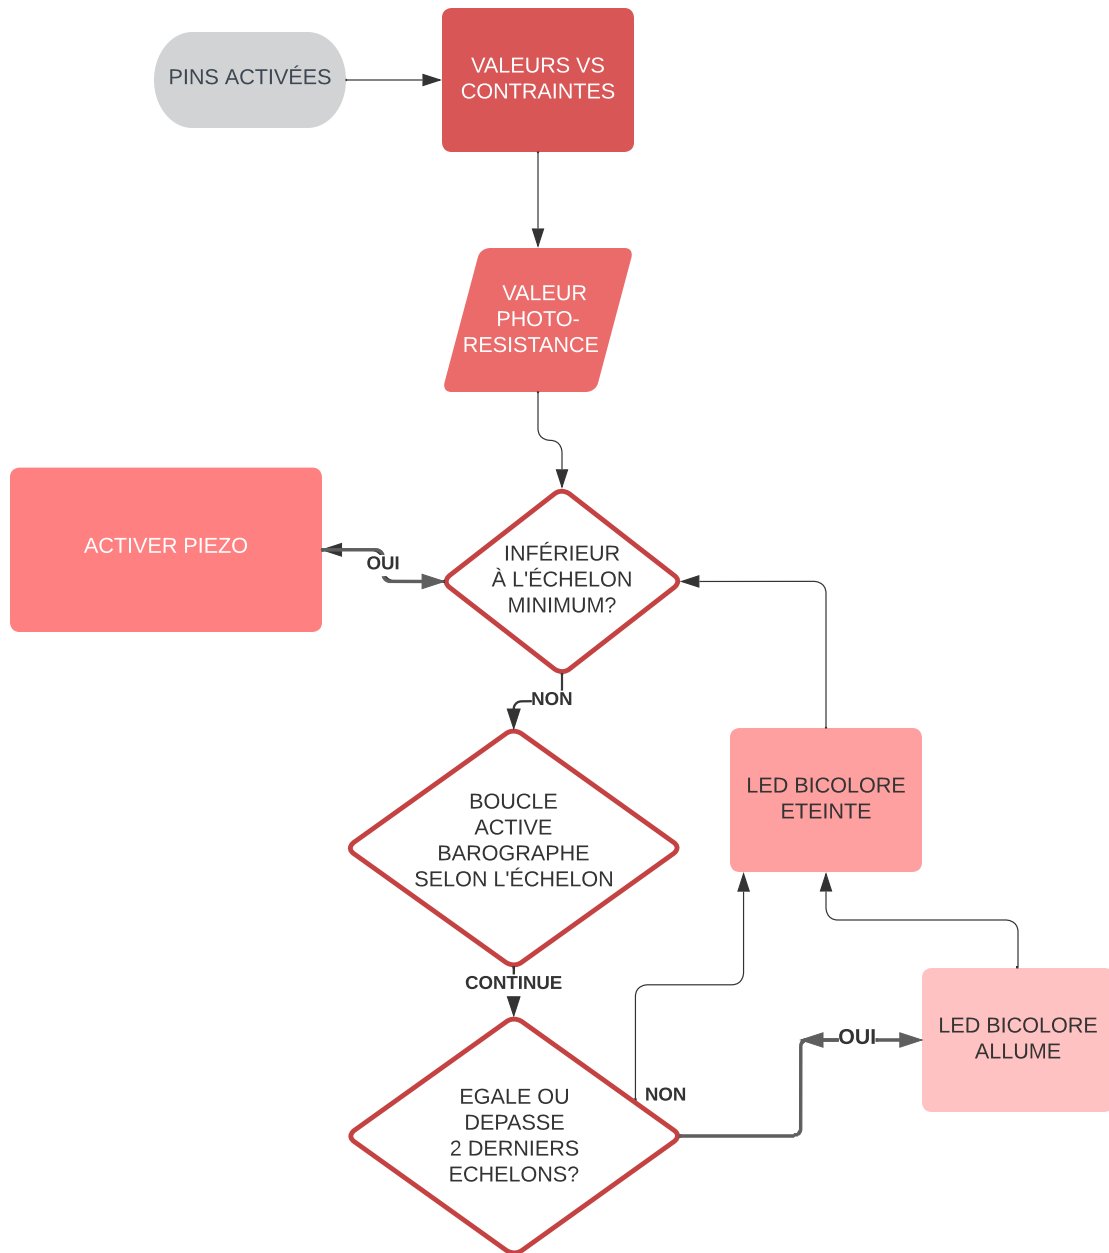 PINS ACTIVÉES
VALEURS VS
CONTRAINTES
VALEUR
PHOTO-
RESISTANCE
ACTIVER PIEZO
OUI
INFÉRIEUR
À L'ÉCHELON
MINIMUM?
NON
BOUCLE
ACTIVE
BAROGRAPHE
SELON L'ÉCHELON
LED BICOLORE
ETEINTE
CONTINUE
EGALE OU
DEPASSE
2 DERNIERS
ECHELONS?
NON
OUI
LED BICOLORE
ALLUME